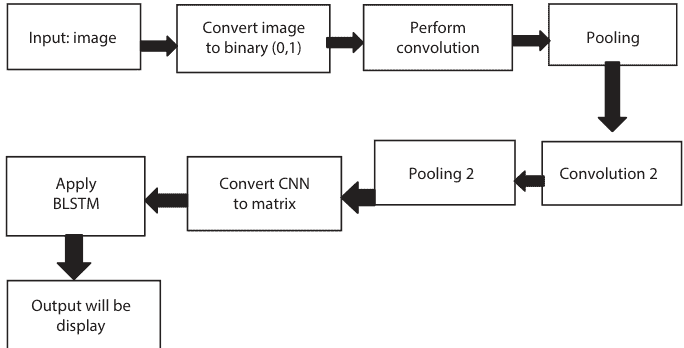 Input: image
Convert image
to binary (0,1)
Perform
convolution
Pooling
Convolution 2
Pooling 2
Convert CNN
to matrix
Apply
BLSTM
Output will be
display